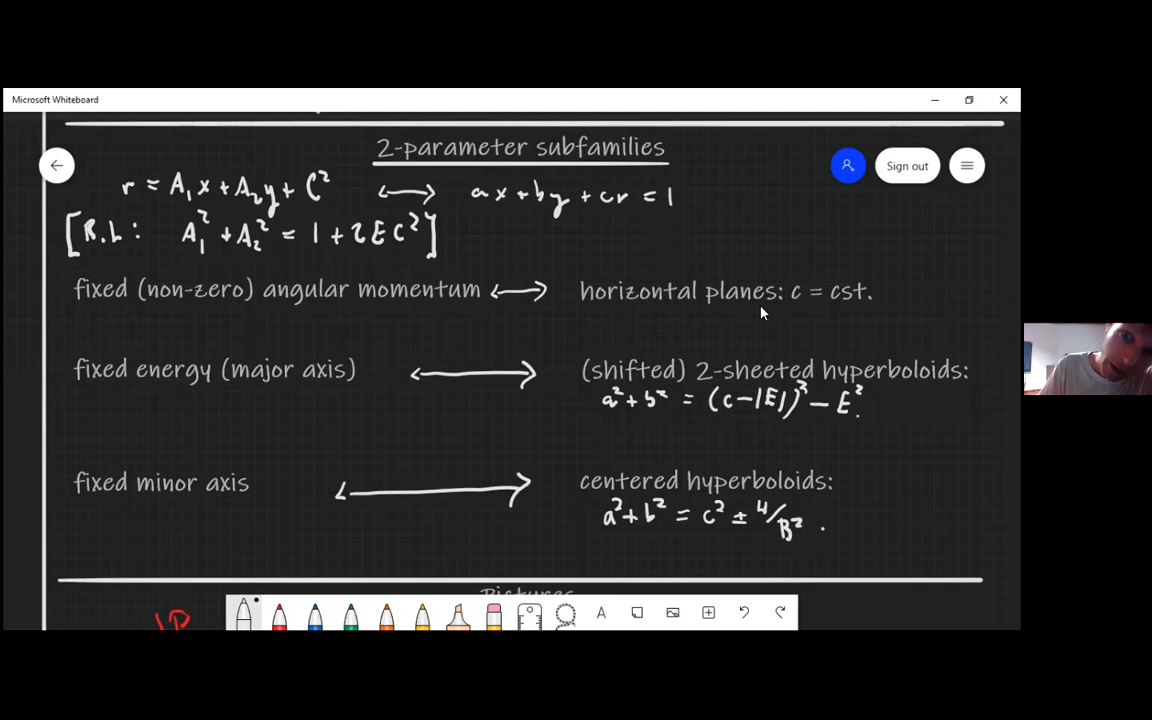 Microsoft Whiteboard
2-parameter subfamilies
Sign out
r = A₁x + A₂y + C² ⟷ ax + by + cr = 1
[R.L: A₁² + A₂² = 1 + 2EC²]
fixed (non-zero) angular momentum ⟷ horizontal planes: c = cst.
fixed energy (major axis) ⟷ (shifted) 2-sheeted hyperboloids:
a² + b² = (c - |E|)² - E².
fixed minor axis ⟷ centered hyperboloids:
a² + b² = c² ± 4/B² .
Pictures